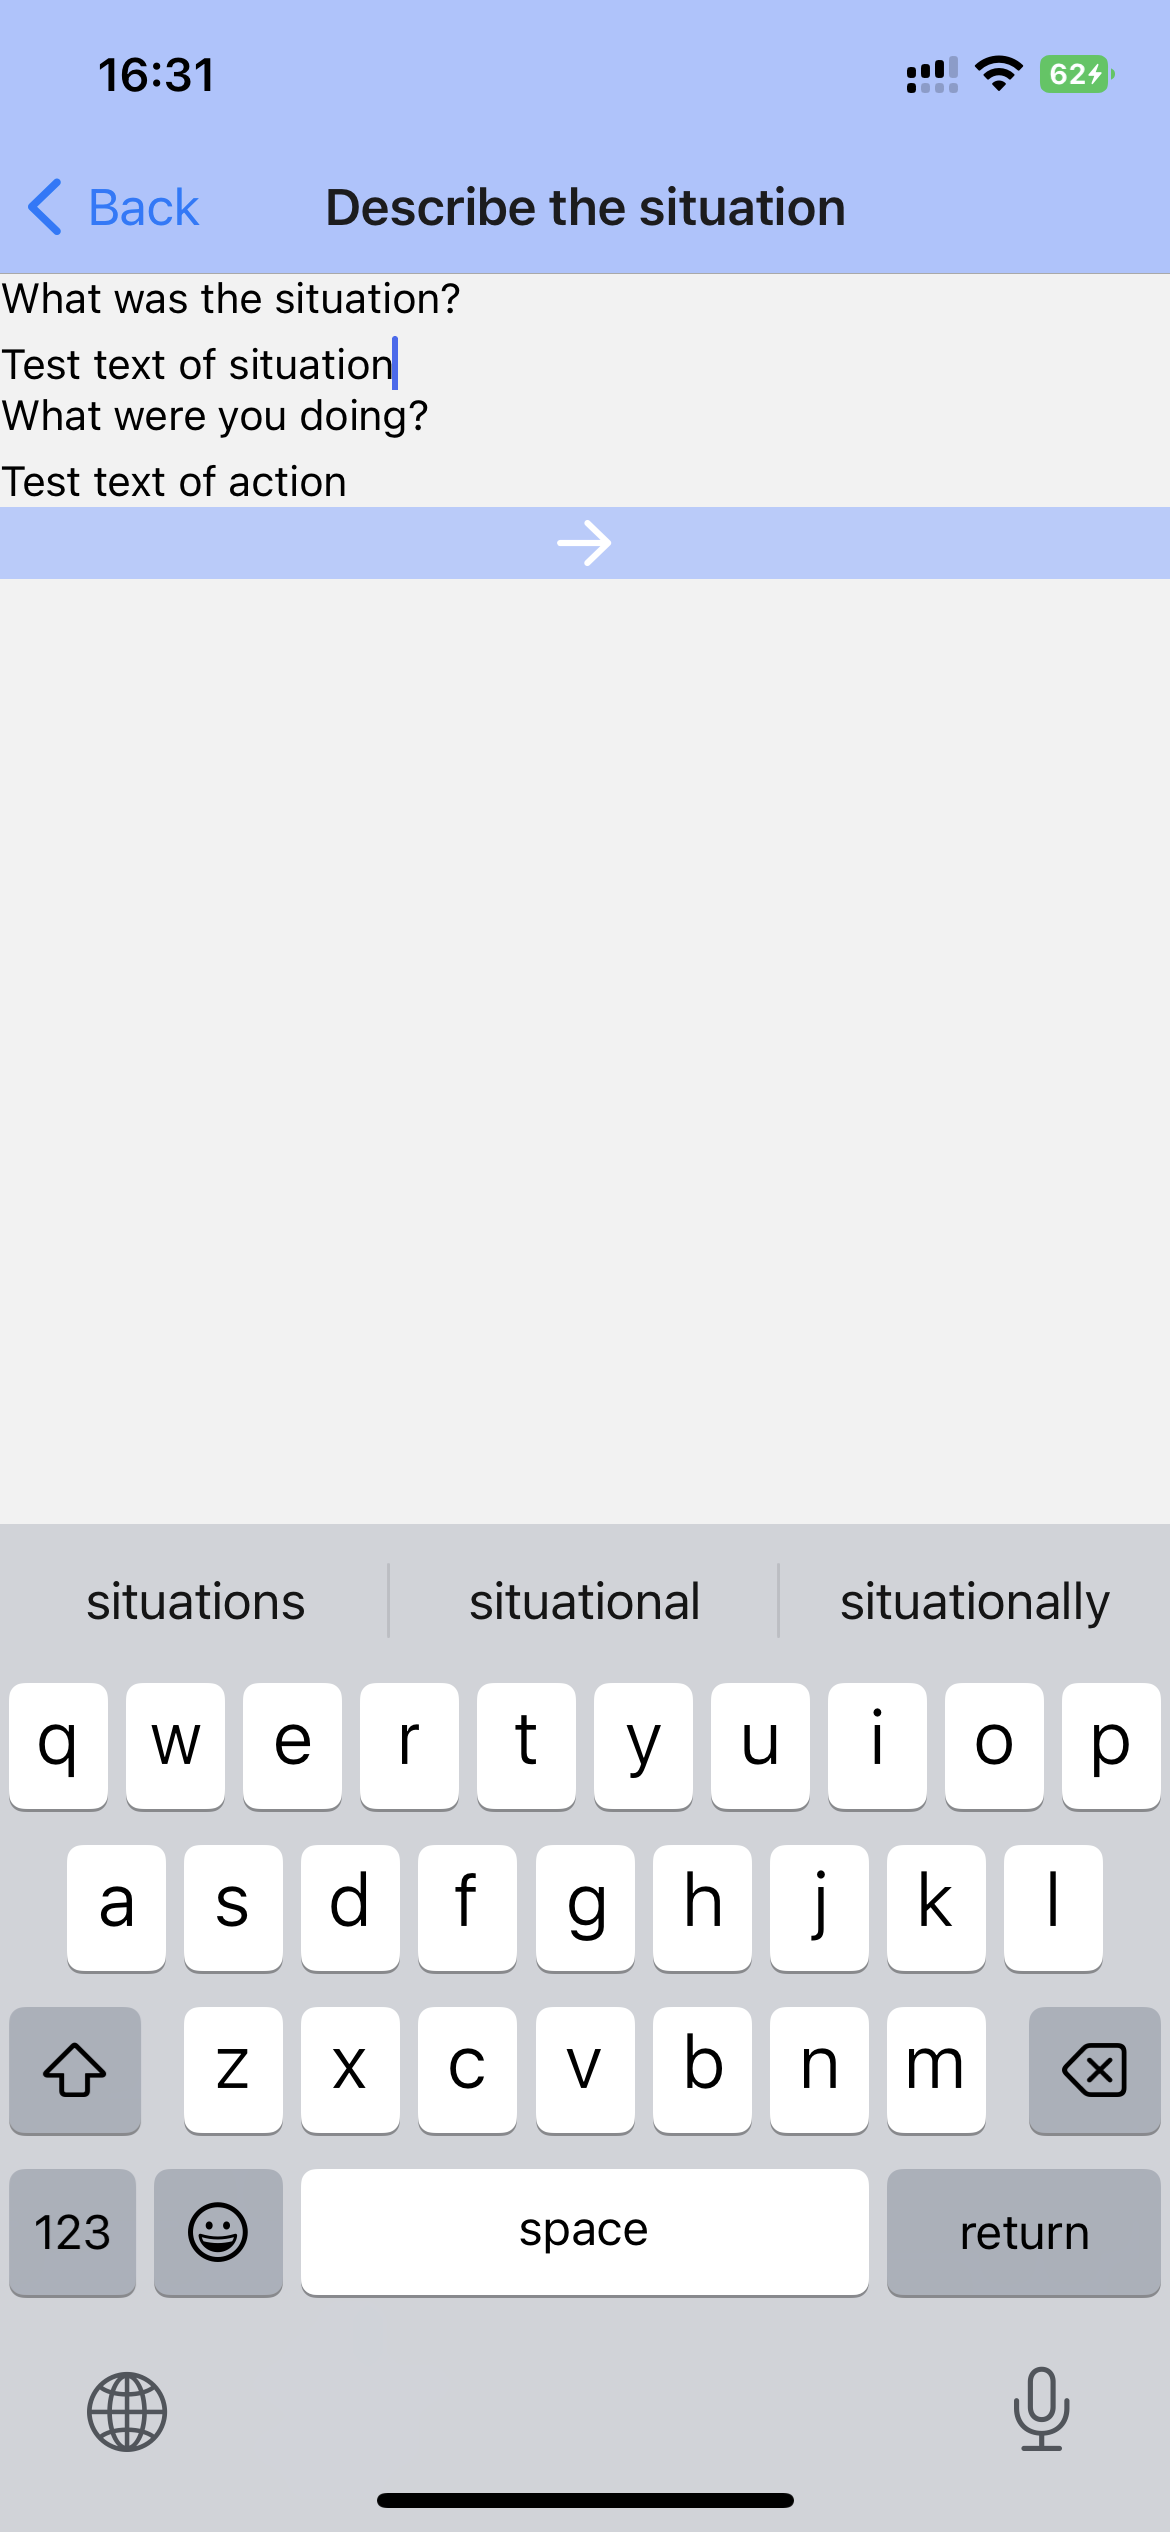 16:31
62
Back
Describe the situation
What was the situation?
Test text of situation
What were you doing?
Test text of action
situations situational situationally
q w e r t y u i o p
a s d f g h j k l
z x c v b n m
123 space return